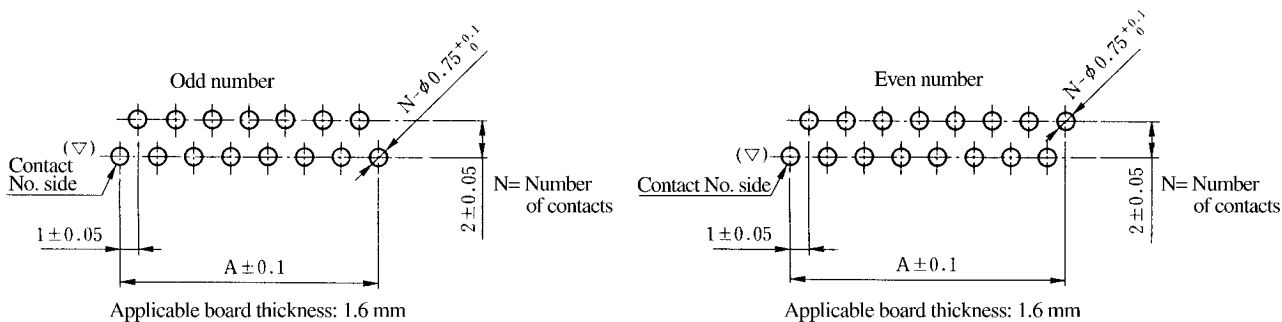 Odd number
N-φ0.75 +0.1 0
(▽)
Contact
No. side
2±0.05
N= Number
of contacts
1±0.05
A±0.1
Applicable board thickness: 1.6 mm
Even number
N-φ0.75 +0.1 0
(▽)
Contact No. side
2±0.05
N= Number
of contacts
1±0.05
A±0.1
Applicable board thickness: 1.6 mm